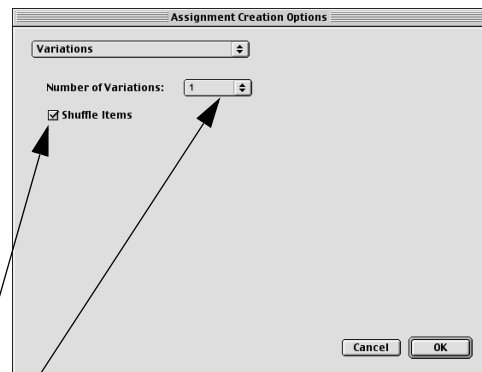 Assignment Creation Options
Variations
Number of Variations: 1
Shuffle Items
Cancel OK